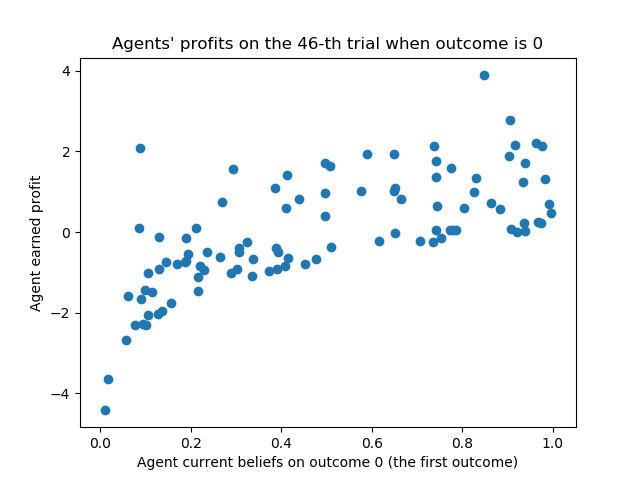 Agents' profits on the 46-th trial when outcome is 0
4
2
0
−2
−4
Agent earned profit
0.0 0.2 0.4 0.6 0.8 1.0
Agent current beliefs on outcome 0 (the first outcome)